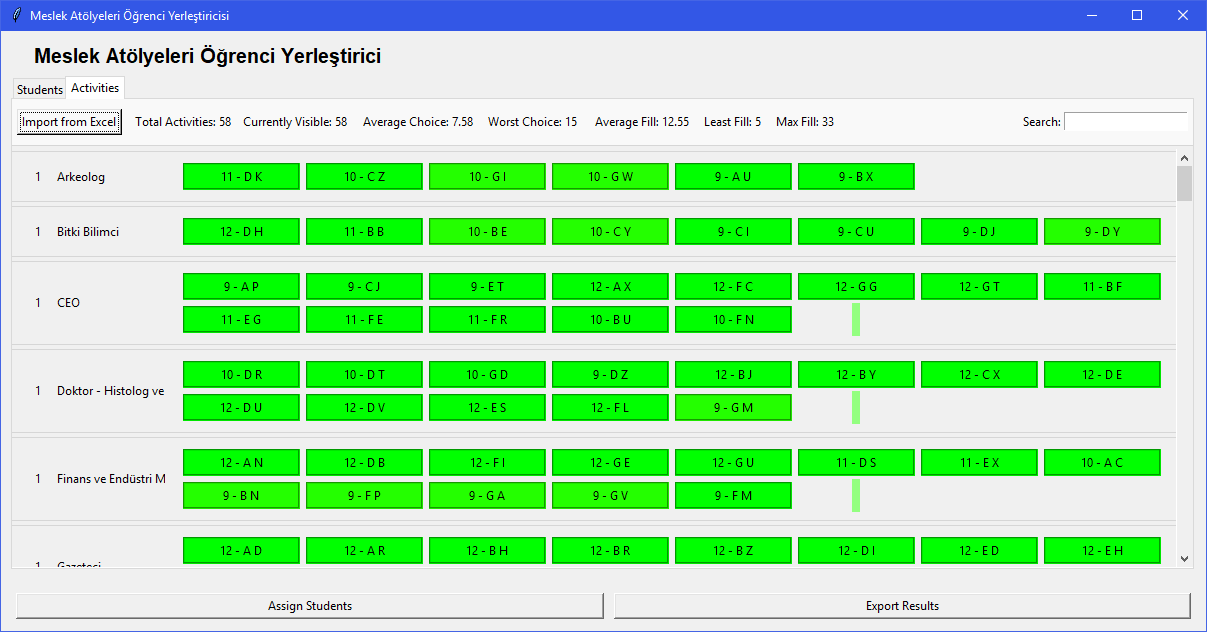 Meslek Atölyeleri Öğrenci Yerleştiricisi
Meslek Atölyeleri Öğrenci Yerleştirici
Students Activities
Import from Excel Total Activities: 58 Currently Visible: 58 Average Choice: 7.58 Worst Choice: 15 Average Fill: 12.55 Least Fill: 5 Max Fill: 33 Search:
1 Arkeolog 11 - D K 10 - C Z 10 - G I 10 - G W 9 - A U 9 - B X
1 Bitki Bilimci 12 - D H 11 - B B 10 - B E 10 - C Y 9 - C I 9 - C U 9 - D J 9 - D Y
9 - A P 9 - C J 9 - E T 12 - A X 12 - F C 12 - G G 12 - G T 11 - B F
1 CEO
11 - E G 11 - F E 11 - F R 10 - B U 10 - F N
10 - D R 10 - D T 10 - G D 9 - D Z 12 - B J 12 - B Y 12 - C X 12 - D E
1 Doktor - Histolog ve
12 - D U 12 - D V 12 - E S 12 - F L 9 - G M
12 - A N 12 - D B 12 - F I 12 - G E 12 - G U 11 - D S 11 - E X 10 - A C
1 Finans ve Endüstri M
9 - B N 9 - F P 9 - G A 9 - G V 9 - F M
12 - A D 12 - A R 12 - B H 12 - B R 12 - B Z 12 - D I 12 - E D 12 - E H
1 Gazeteci
Assign Students Export Results